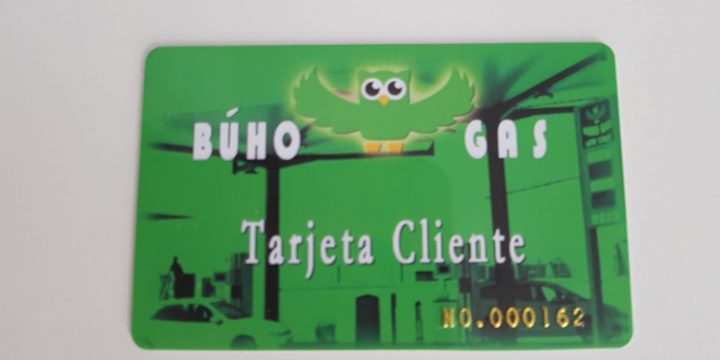 BÚHO GAS
Tarjeta Cliente
NO.000162